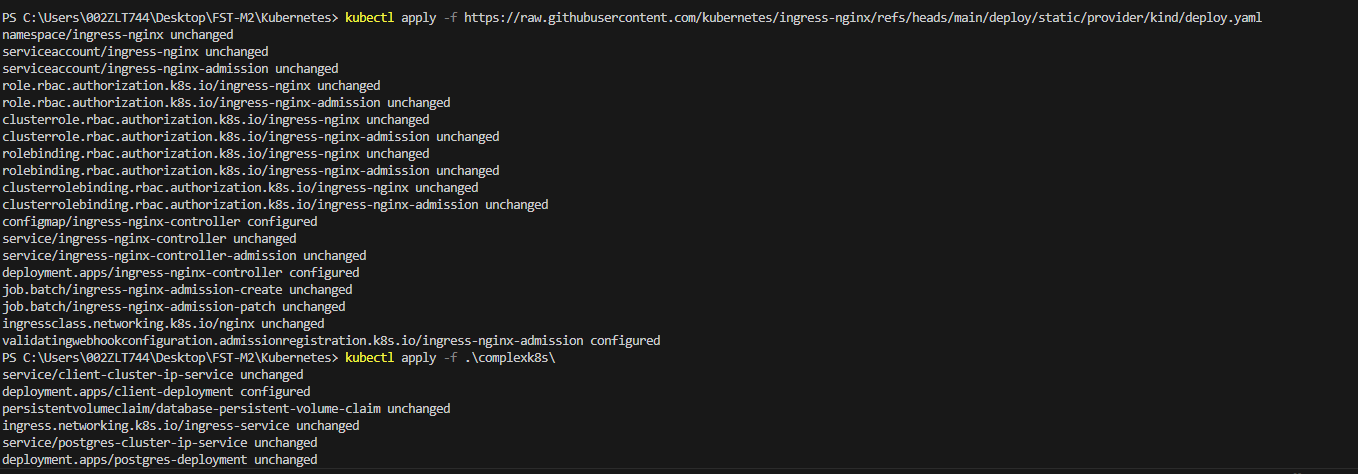 PS C:\Users\002ZLT744\Desktop\FST-M2\Kubernetes> kubectl apply -f https://raw.githubusercontent.com/kubernetes/ingress-nginx/refs/heads/main/deploy/static/provider/kind/deploy.yaml
namespace/ingress-nginx unchanged
serviceaccount/ingress-nginx unchanged
serviceaccount/ingress-nginx-admission unchanged
role.rbac.authorization.k8s.io/ingress-nginx unchanged
role.rbac.authorization.k8s.io/ingress-nginx-admission unchanged
clusterrole.rbac.authorization.k8s.io/ingress-nginx unchanged
clusterrole.rbac.authorization.k8s.io/ingress-nginx-admission unchanged
rolebinding.rbac.authorization.k8s.io/ingress-nginx unchanged
rolebinding.rbac.authorization.k8s.io/ingress-nginx-admission unchanged
clusterrolebinding.rbac.authorization.k8s.io/ingress-nginx unchanged
clusterrolebinding.rbac.authorization.k8s.io/ingress-nginx-admission unchanged
configmap/ingress-nginx-controller configured
service/ingress-nginx-controller unchanged
service/ingress-nginx-controller-admission unchanged
deployment.apps/ingress-nginx-controller configured
job.batch/ingress-nginx-admission-create unchanged
job.batch/ingress-nginx-admission-patch unchanged
ingressclass.networking.k8s.io/nginx unchanged
validatingwebhookconfiguration.admissionregistration.k8s.io/ingress-nginx-admission configured
PS C:\Users\002ZLT744\Desktop\FST-M2\Kubernetes> kubectl apply -f .\complexk8s\
service/client-cluster-ip-service unchanged
deployment.apps/client-deployment configured
persistentvolumeclaim/database-persistent-volume-claim unchanged
ingress.networking.k8s.io/ingress-service unchanged
service/postgres-cluster-ip-service unchanged
deployment.apps/postgres-deployment unchanged